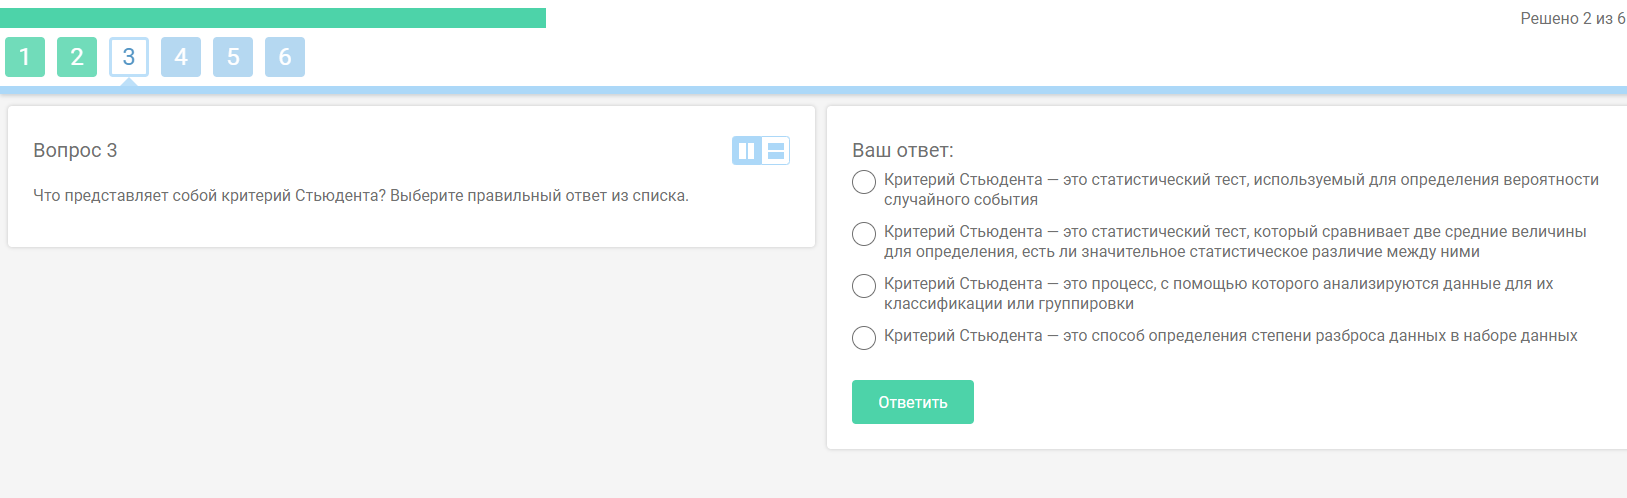 Решено 2 из 6
1 2 3 4 5 6
Вопрос 3
Что представляет собой критерий Стьюдента? Выберите правильный ответ из списка.
Ваш ответ:
Критерий Стьюдента — это статистический тест, используемый для определения вероятности
случайного события
Критерий Стьюдента — это статистический тест, который сравнивает две средние величины
для определения, есть ли значительное статистическое различие между ними
Критерий Стьюдента — это процесс, с помощью которого анализируются данные для их
классификации или группировки
Критерий Стьюдента — это способ определения степени разброса данных в наборе данных
Ответить